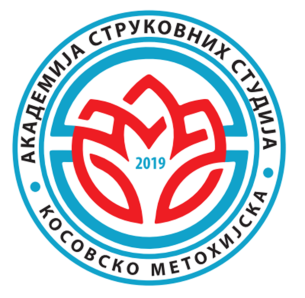 АКАДЕМИЈА СТРУКОВНИХ СТУДИЈА
2019
КОСОВСКО МЕТОХИЈСКА